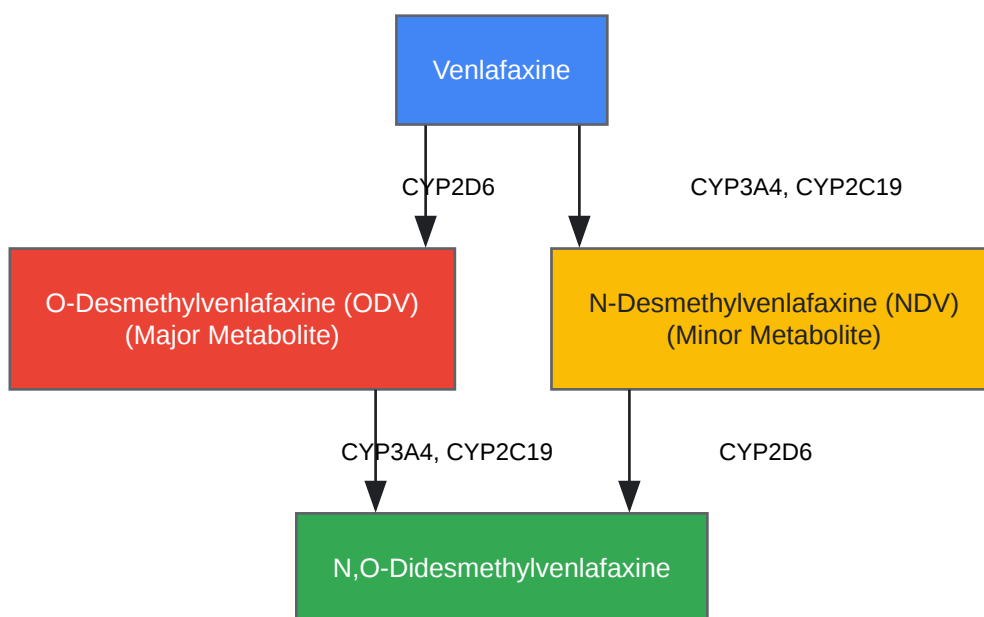 Venlafaxine
CYP2D6
CYP3A4, CYP2C19
O-Desmethylvenlafaxine (ODV)
(Major Metabolite)
N-Desmethylvenlafaxine (NDV)
(Minor Metabolite)
CYP3A4, CYP2C19
CYP2D6
N,O-Didesmethylvenlafaxine